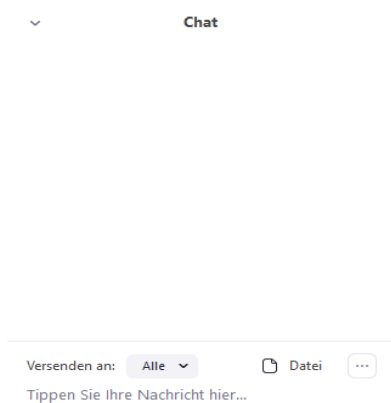 Chat
Versenden an: Alle Datei
Tippen Sie Ihre Nachricht hier...